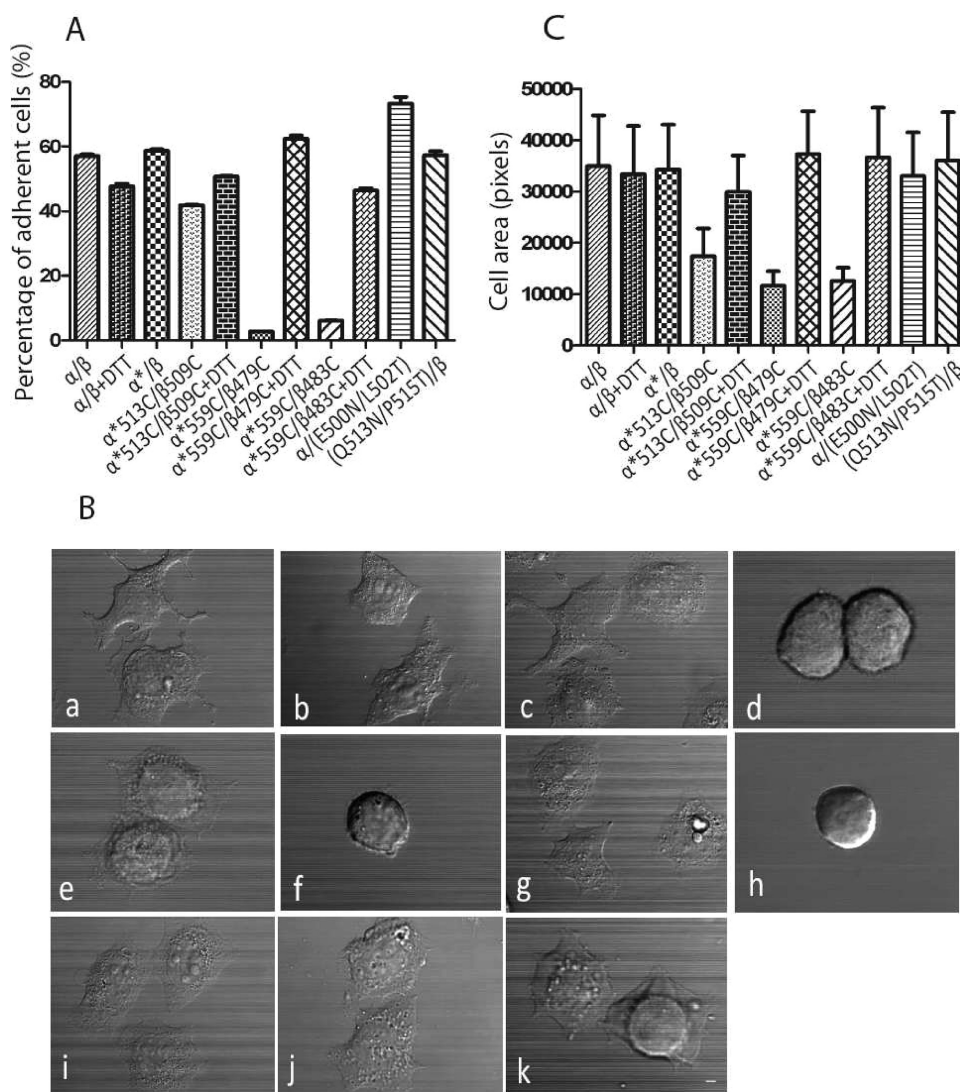 A
Percentage of adherent cells (%)
80
60
40
20
0
α/β
α/β+DTT
α*/β
α*513C/β509C
α*513C/β509C+DTT
α*559C/β479C
α*559C/β479C+DTT
α*559C/β483C
α*559C/β483C+DTT
α/(E500N/L502T)
(Q513N/P515T)/β
C
Cell area (pixels)
50000
40000
30000
20000
10000
0
α/β
α/β+DTT
α*/β
α*513C/β509C
α*513C/β509C+DTT
α*559C/β479C
α*559C/β479C+DTT
α*559C/β483C
α*559C/β483C+DTT
α/(E500N/L502T)
(Q513N/P515T)/β
B
a
b
c
d
e
f
g
h
i
j
k